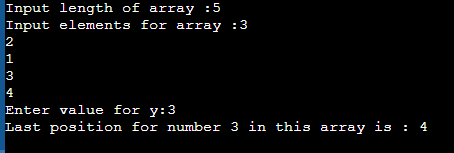 Input length of array :5
Input elements for array :3
2
1
3
4
Enter value for y:3
Last position for number 3 in this array is : 4